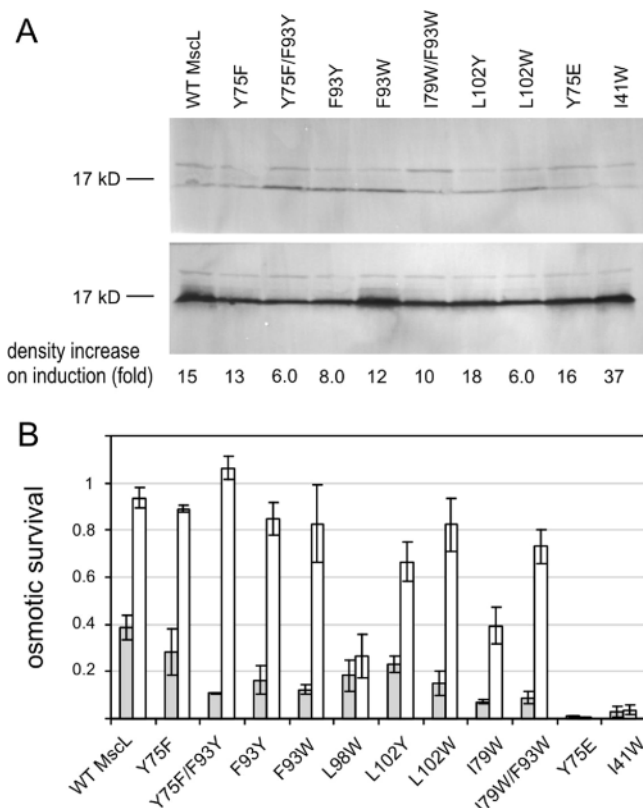 A
WT MscL
Y75F
Y75F/F93Y
F93Y
F93W
I79W/F93W
L102Y
L102W
Y75E
I41W
17 kD
17 kD
density increase
on induction (fold)
15 13 6.0 8.0 12 10 18 6.0 16 37
B
osmotic survival
1
0.8
0.6
0.4
0.2
WT MscL
Y75F
Y75F/F93Y
F93Y
F93W
L98W
L102Y
L102W
I79W
I79W/F93W
Y75E
I41W